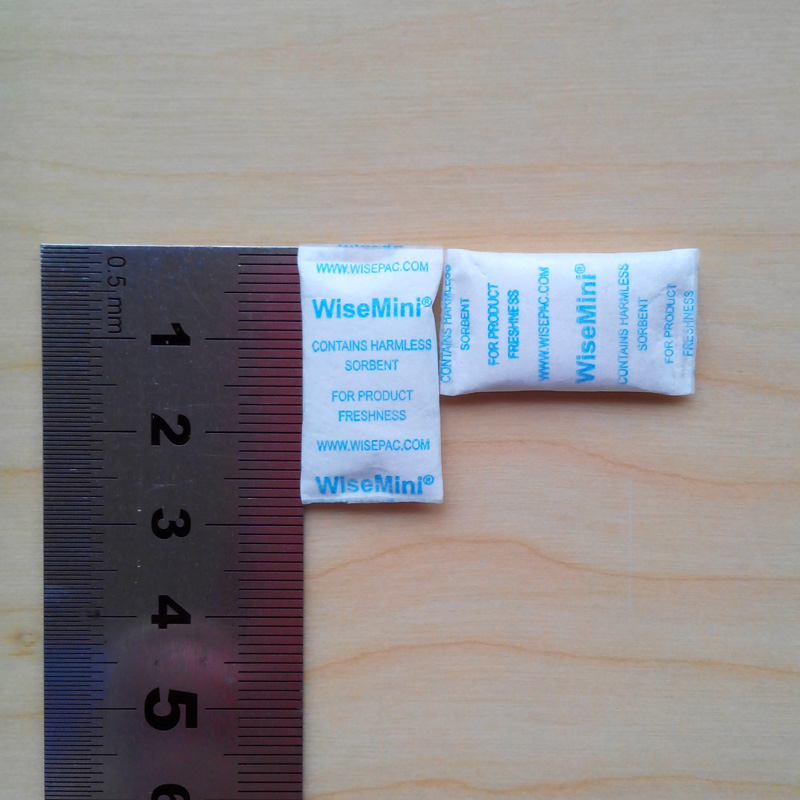 0.5 mm
1
2
3
4
5
6
WWW.WISEPAC.COM
WiseMini®
CONTAINS HARMLESS
SORBENT
FOR PRODUCT
FRESHNESS
WWW.WISEPAC.COM
WiseMini®
CONTAINS HARMLESS
SORBENT
FOR PRODUCT
FRESHNESS
WWW.WISEPAC.COM
WiseMini®
CONTAINS HARMLESS
SORBENT
FOR PRODUCT
FRESHNESS